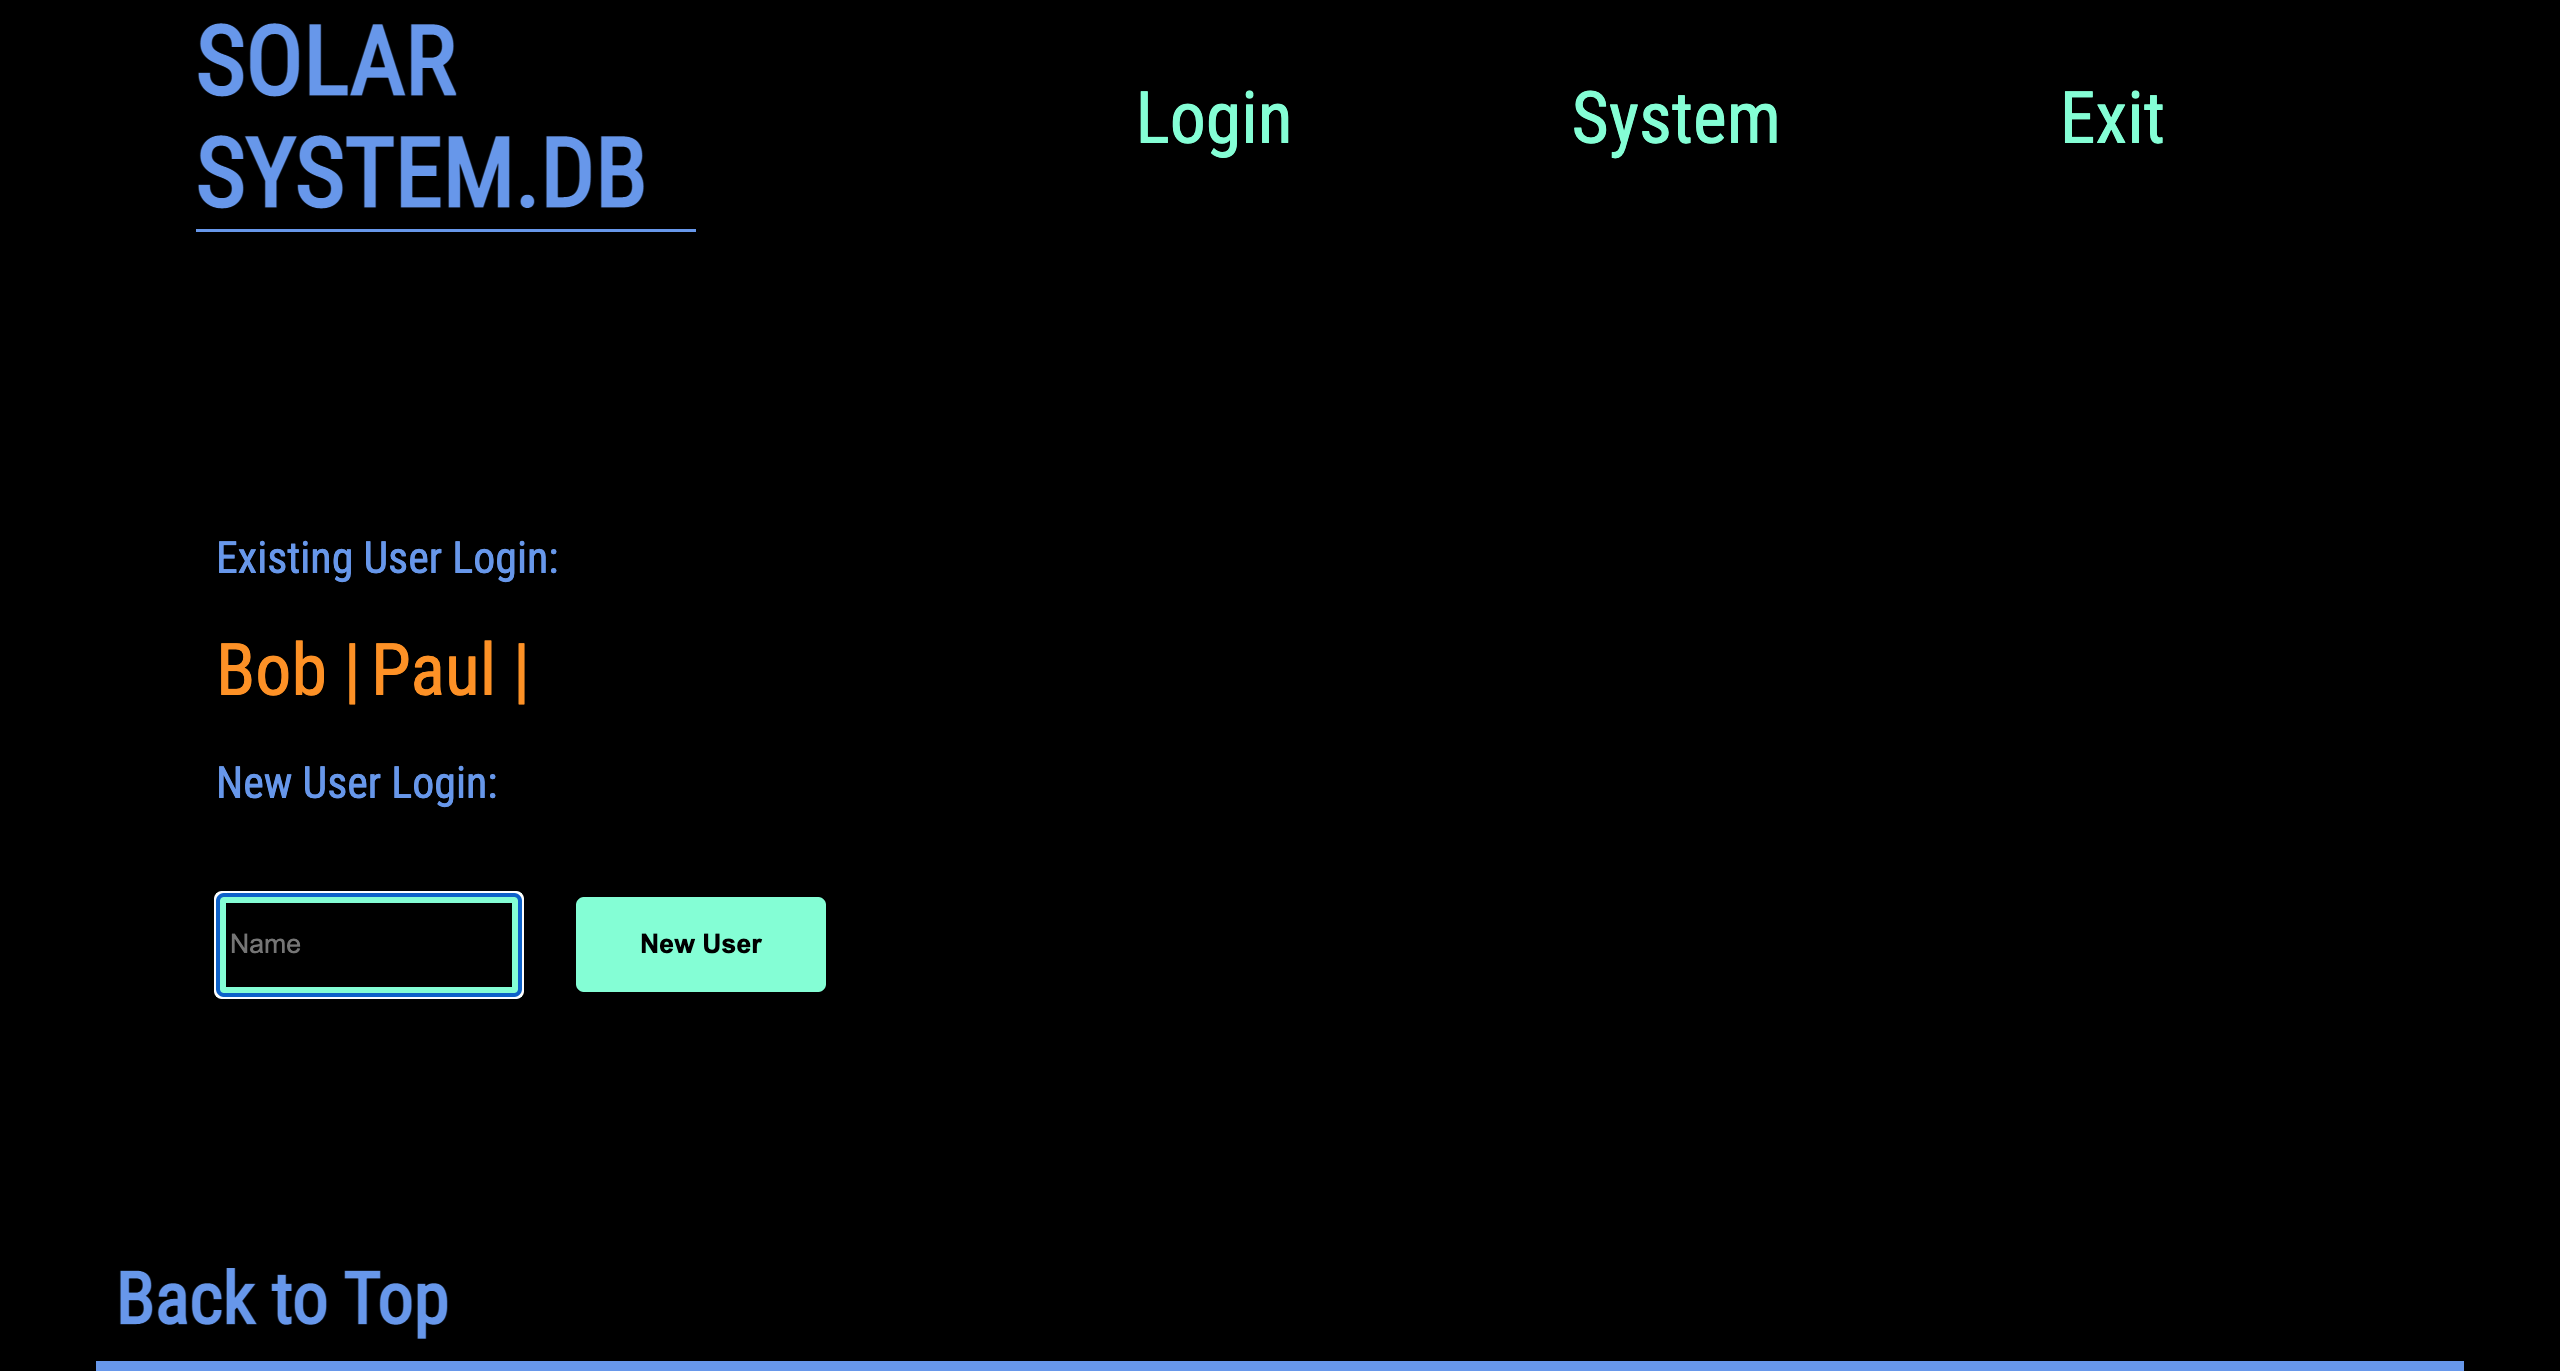 SOLAR
SYSTEM.DB
Login System Exit
Existing User Login:
Bob | Paul |
New User Login:
Name New User
Back to Top